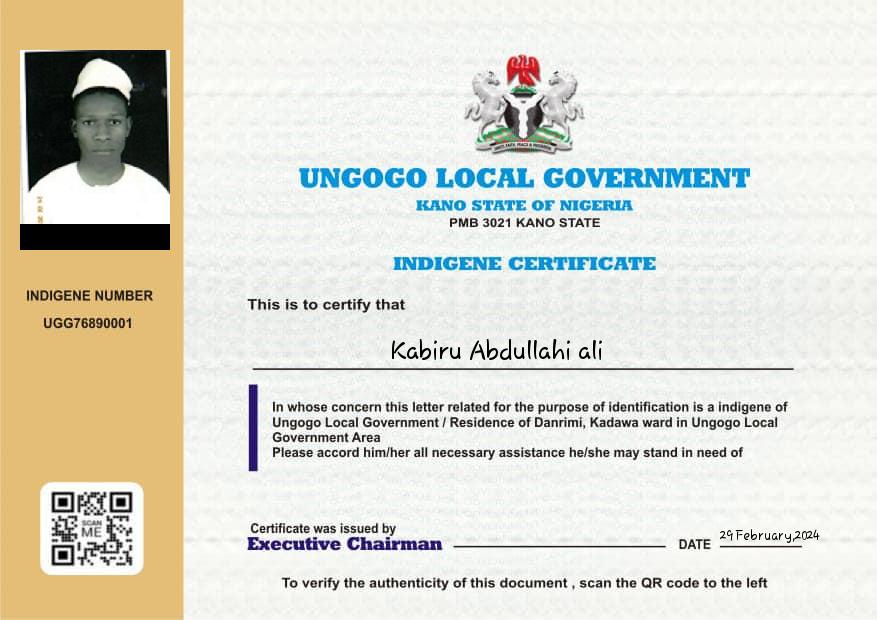 UNGOGO LOCAL GOVERNMENT
KANO STATE OF NIGERIA
PMB 3021 KANO STATE
INDIGENE CERTIFICATE
This is to certify that
Kabiru Abdullahi ali
In whose concern this letter related for the purpose of identification is a indigene of
Ungogo Local Government / Residence of Danrimi, Kadawa ward in Ungogo Local
Government Area
Please accord him/her all necessary assistance he/she may stand in need of
INDIGENE NUMBER
UGG76890001
SCAN
ME
Certificate was issued by
Executive Chairman
DATE 29 February,2024
To verify the authenticity of this document , scan the QR code to the left